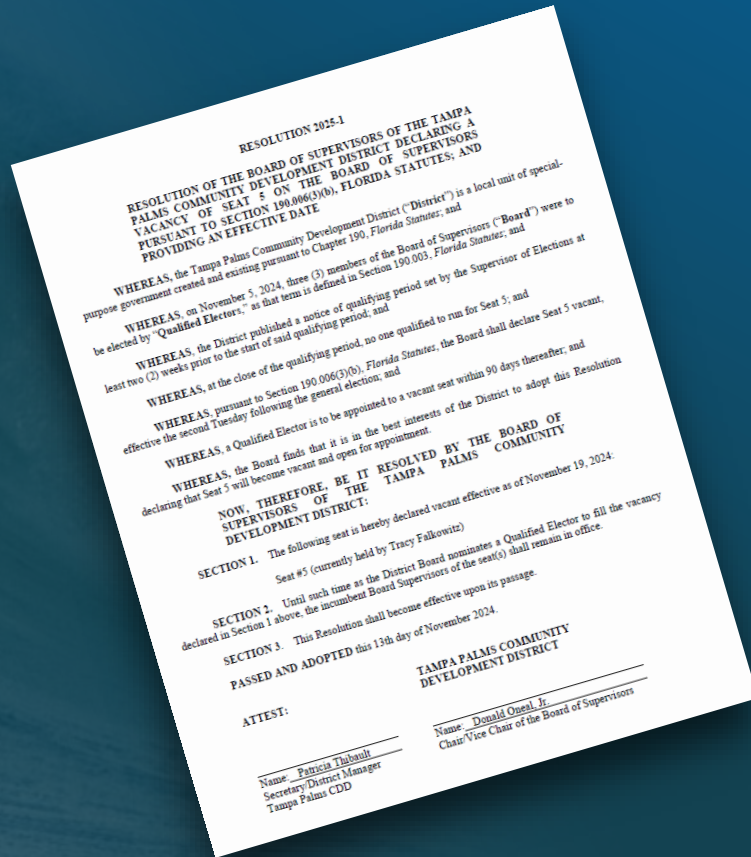 RESOLUTION 2025-1
RESOLUTION OF THE BOARD OF SUPERVISORS OF THE TAMPA
PALMS COMMUNITY DEVELOPMENT DISTRICT DECLARING A
VACANCY OF SEAT 5 ON THE BOARD OF SUPERVISORS
PURSUANT TO SECTION 190.006(3)(b), FLORIDA STATUTES; AND
PROVIDING AN EFFECTIVE DATE
WHEREAS, the Tampa Palms Community Development District ("District") is a local unit of special-
purpose government created and existing pursuant to Chapter 190, Florida Statutes; and
WHEREAS, on November 5, 2024, three (3) members of the Board of Supervisors ("Board") were to
be elected by "Qualified Electors," as that term is defined in Section 190.003, Florida Statutes; and
WHEREAS, the District published a notice of qualifying period set by the Supervisor of Elections at
least two (2) weeks prior to the start of said qualifying period; and
WHEREAS, at the close of the qualifying period, no one qualified to run for Seat 5; and
WHEREAS, pursuant to Section 190.006(3)(b), Florida Statutes, the Board shall declare Seat 5 vacant,
effective the second Tuesday following the general election; and
WHEREAS, a Qualified Elector is to be appointed to a vacant seat within 90 days thereafter; and
WHEREAS, the Board finds that it is in the best interests of the District to adopt this Resolution
declaring that Seat 5 will become vacant and open for appointment.
NOW, THEREFORE, BE IT RESOLVED BY THE BOARD OF
SUPERVISORS OF THE TAMPA PALMS COMMUNITY
DEVELOPMENT DISTRICT:
SECTION 1. The following seat is hereby declared vacant effective as of November 19, 2024:
Seat #5 (currently held by Tracy Falkowitz)
SECTION 2. Until such time as the District Board nominates a Qualified Elector to fill the vacancy
declared in Section 1 above, the incumbent Board Supervisors of the seat(s) shall remain in office.
SECTION 3. This Resolution shall become effective upon its passage.
PASSED AND ADOPTED this 13th day of November 2024.
TAMPA PALMS COMMUNITY
DEVELOPMENT DISTRICT
ATTEST:
Name: Donald Oneal, Jr.
Chair/Vice Chair of the Board of Supervisors
Name: Patricia Thibault
Secretary/District Manager
Tampa Palms CDD